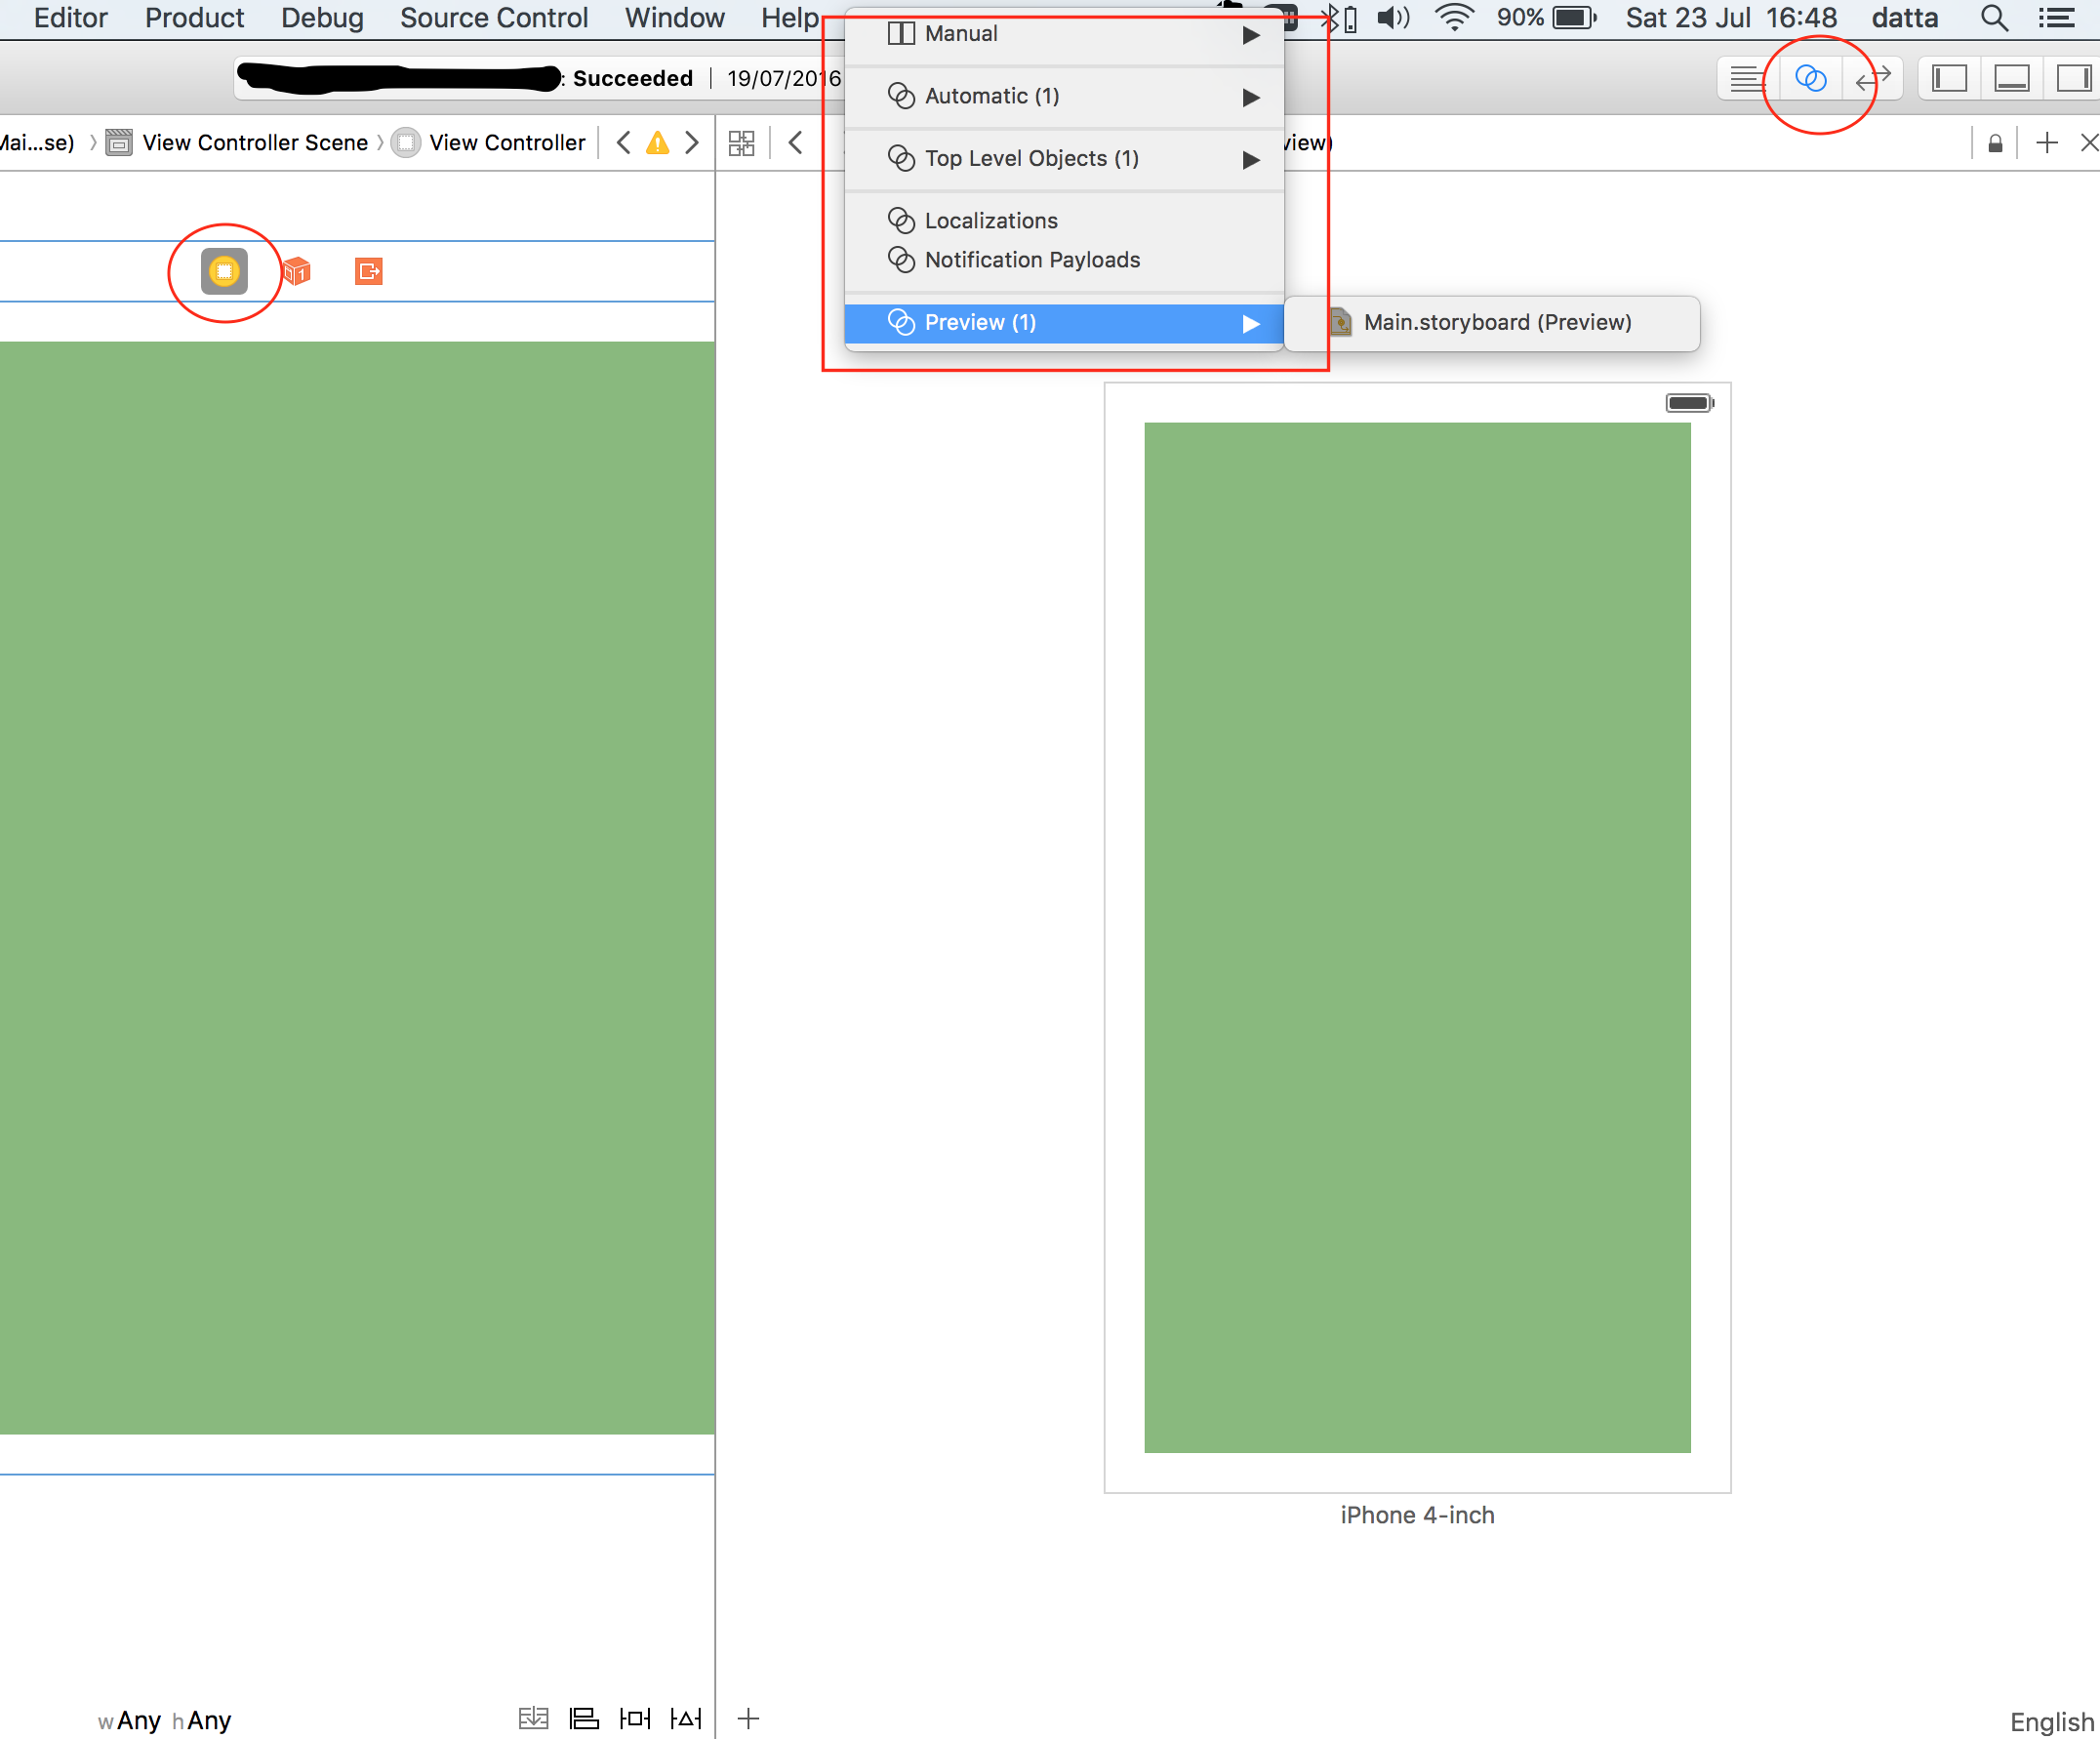 Editor Product Debug Source Control Window Help 90% Sat 23 Jul 16:48 datta
: Succeeded | 19/07/2016
Mai...se) View Controller Scene View Controller view)
Manual
Automatic (1)
Top Level Objects (1)
Localizations
Notification Payloads
Preview (1) Main.storyboard (Preview)
iPhone 4-inch
wAny hAny English